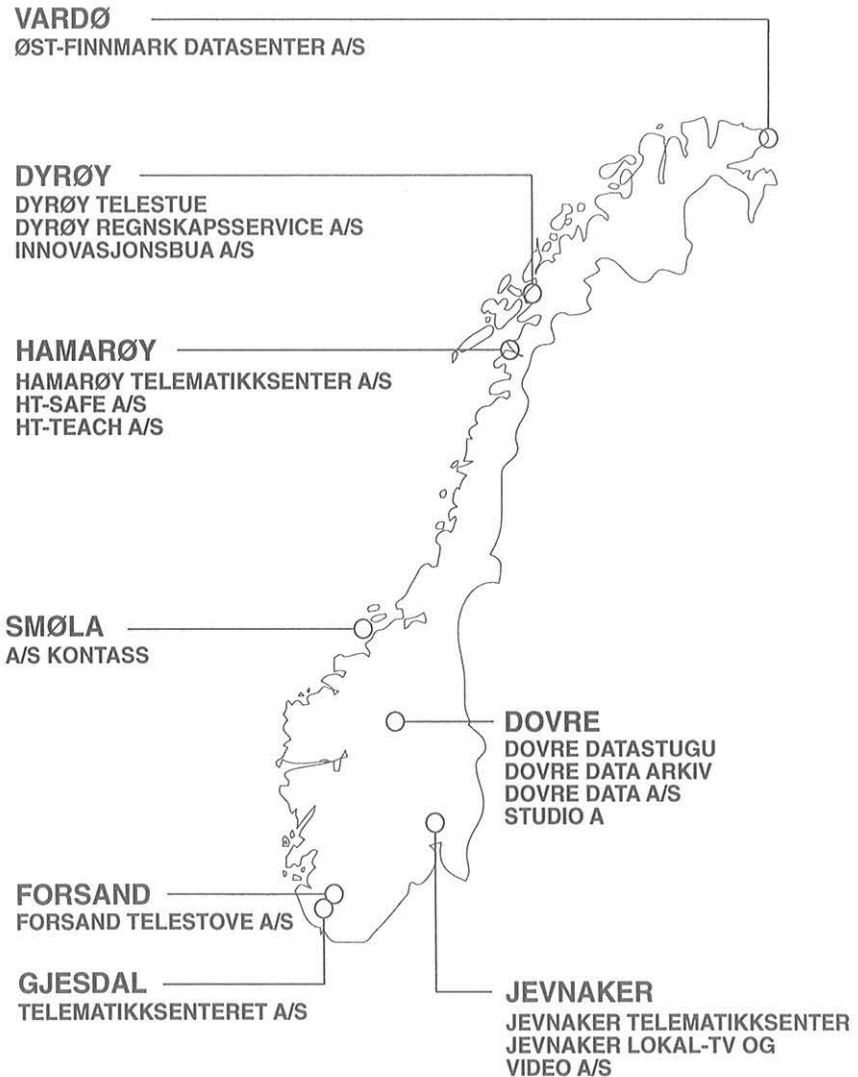 VARDØ
ØST-FINNMARK DATASENTER A/S
DYRØY
DYRØY TELESTUE
DYRØY REGNSKAPSSERVICE A/S
INNOVASJONSBUA A/S
HAMARØY
HAMARØY TELEMATIKKSENTER A/S
HT-SAFE A/S
HT-TEACH A/S
SMØLA
A/S KONTASS
DOVRE
DOVRE DATASTUGU
DOVRE DATA ARKIV
DOVRE DATA A/S
STUDIO A
FORSAND
FORSAND TELESTOVE A/S
GJESDAL
TELEMATIKKSENTERET A/S
JEVNAKER
JEVNAKER TELEMATIKKSENTER
JEVNAKER LOKAL-TV OG
VIDEO A/S